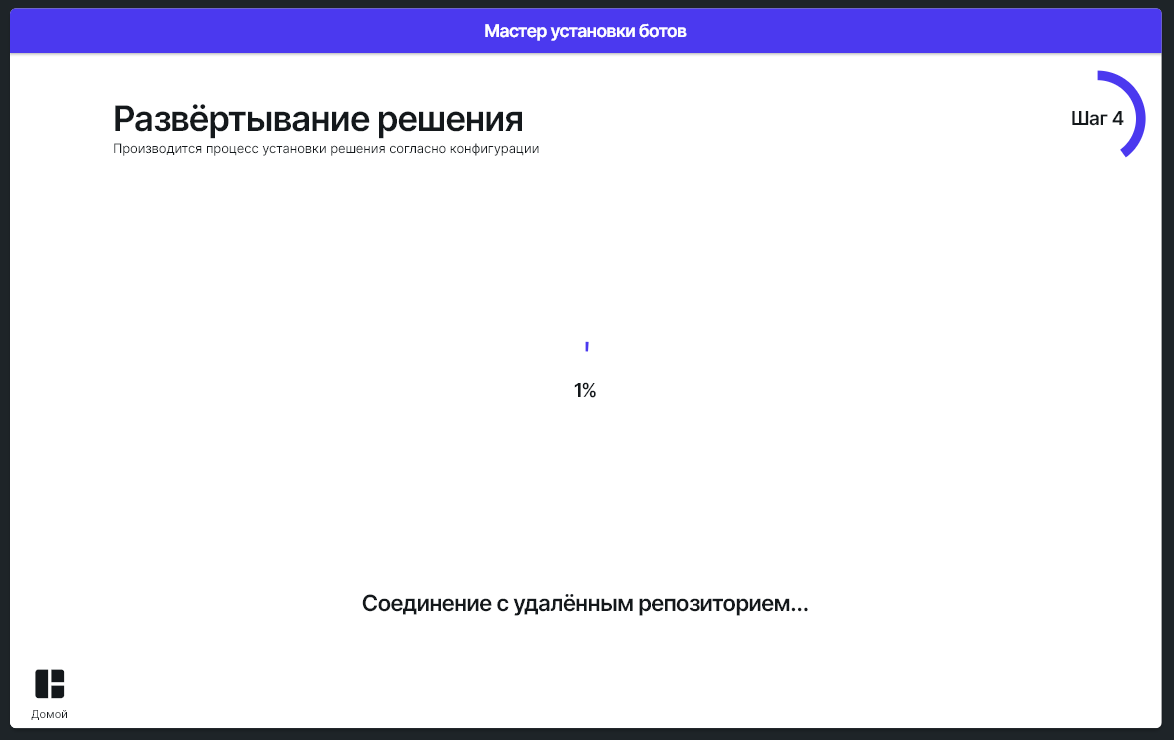 Мастер установки ботов
Развёртывание решения
Производится процесс установки решения согласно конфигурации
Шаг 4
1%
Соединение с удалённым репозиторием...
Домой